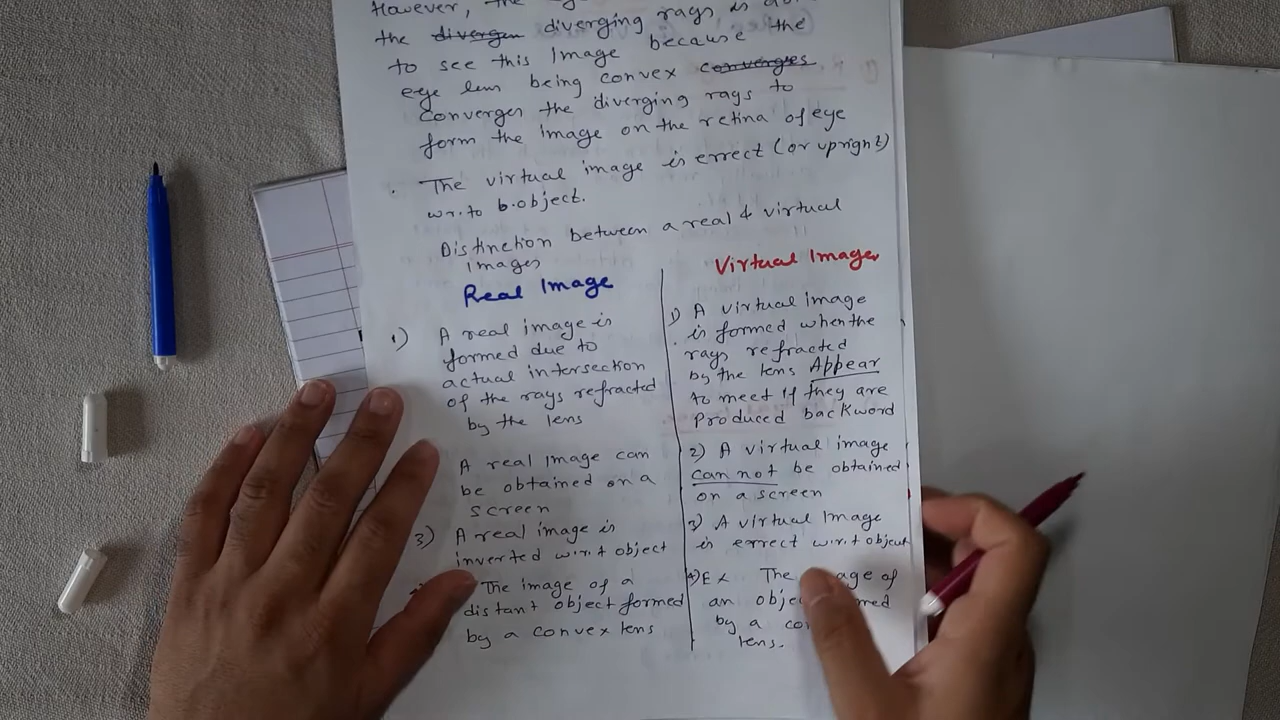 However, the
the divergen diverging rays is
to see this Image because the
eye lens being convex converges
converges the diverging rays to
form the image on the retina of eye
. The virtual image is errect (or upright)
w.r.to b.object.
Distinction between a real & virtual
images
Real Image
1) A real image is
formed due to
actual intersection
of the rays refracted
by the lens
A real Image can
be obtained on a
screen
3) A real image is
inverted w.r.t object
The image of a
distant object formed
by a convex lens
Virtual Images
1) A virtual image
is formed when the
rays refracted
by the lens Appear
to meet if they are
produced backword
2) A virtual image
can not be obtained
on a screen
3) A virtual Image
is errect w.r.t object
4) Ex The of
an
by a
lens.